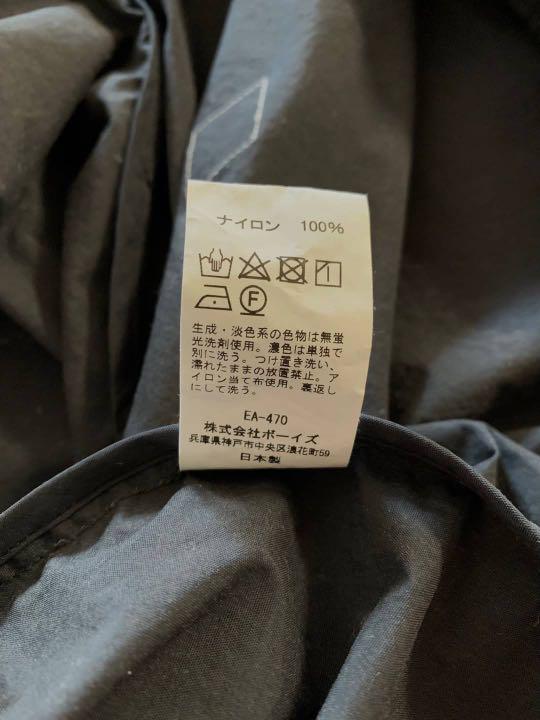 ナイロン 100%
F
生成・淡色系の色物は無蛍
光洗剤使用。濃色は単独で
別に洗う。つけ置き洗い、
濡れたままの放置禁止。ア
イロン当て布使用。裏返し
にして洗う。
EA-470
株式会社ボーイズ
兵庫県神戸市中央区浪花町59
日本製